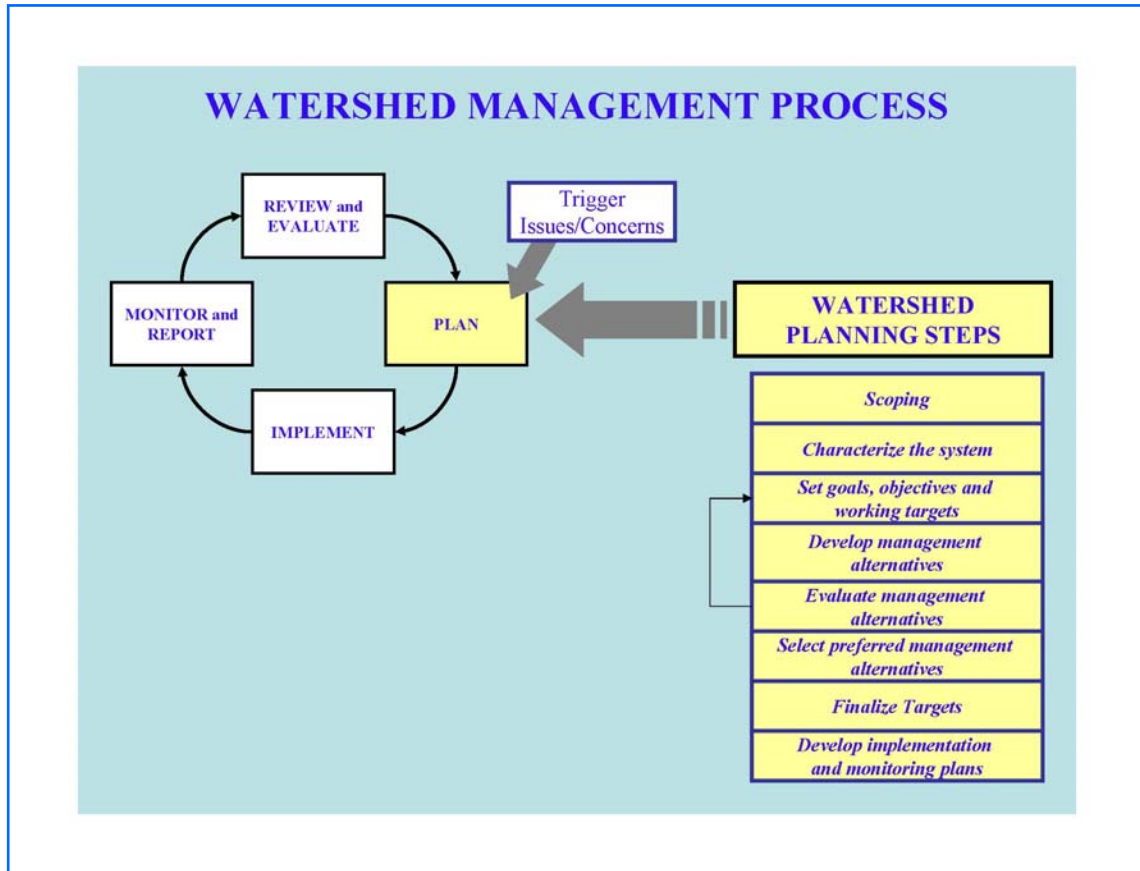 WATERSHED MANAGEMENT PROCESS
REVIEW and
EVALUATE
Trigger
Issues/Concerns
MONITOR and
REPORT
PLAN
IMPLEMENT
WATERSHED
PLANNING STEPS
Scoping
Characterize the system
Set goals, objectives and
working targets
Develop management
alternatives
Evaluate management
alternatives
Select preferred management
alternatives
Finalize Targets
Develop implementation
and monitoring plans